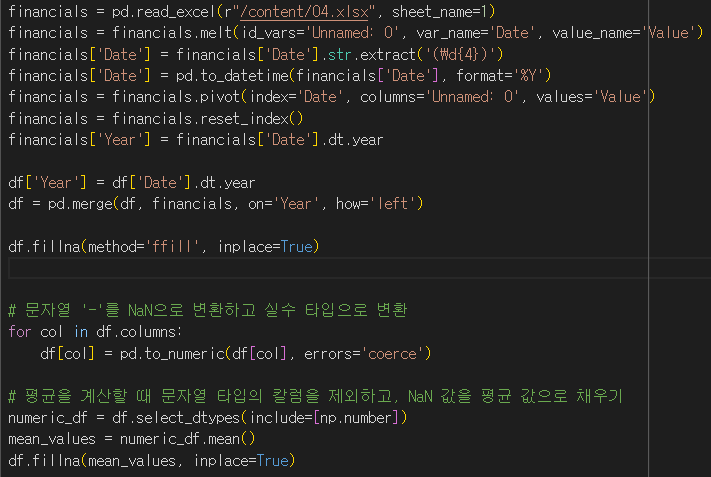 financials = pd.read_excel(r"/content/04.xlsx", sheet_name=1)
financials = financials.melt(id_vars='Unnamed: 0', var_name='Date', value_name='Value')
financials['Date'] = financials['Date'].str.extract('(₩d{4})')
financials['Date'] = pd.to_datetime(financials['Date'], format='%Y')
financials = financials.pivot(index='Date', columns='Unnamed: 0', values='Value')
financials = financials.reset_index()
financials['Year'] = financials['Date'].dt.year
df['Year'] = df['Date'].dt.year
df = pd.merge(df, financials, on='Year', how='left')
df.fillna(method='ffill', inplace=True)
# 문자열 '-'를 NaN으로 변환하고 실수 타입으로 변환
for col in df.columns:
    df[col] = pd.to_numeric(df[col], errors='coerce')
# 평균을 계산할 때 문자열 타입의 칼럼을 제외하고, NaN 값을 평균 값으로 채우기
numeric_df = df.select_dtypes(include=[np.number])
mean_values = numeric_df.mean()
df.fillna(mean_values, inplace=True)